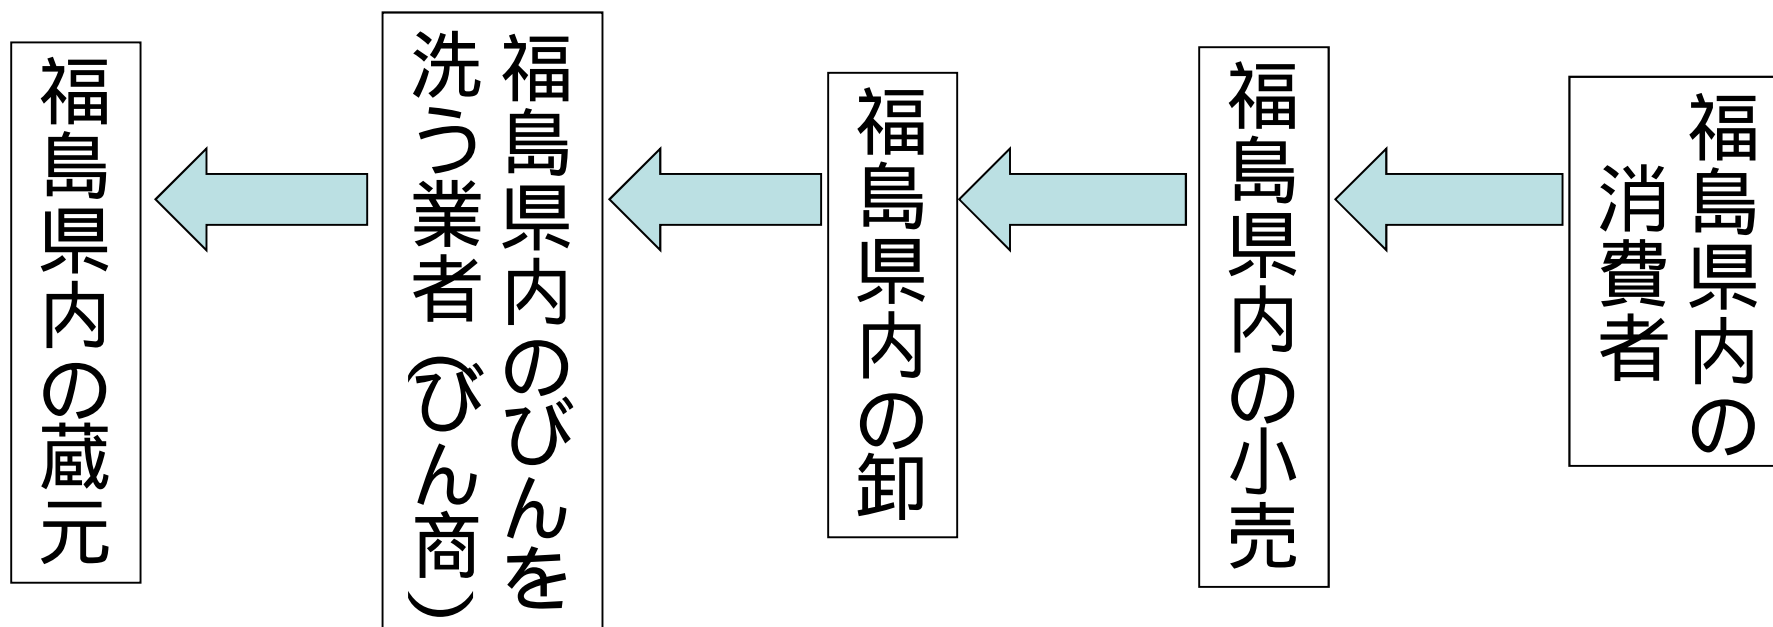 福島県内の
消費者
福島県内の小売
福島県内の卸
福島県内のびんを
洗う業者（びん商）
福島県内の蔵元